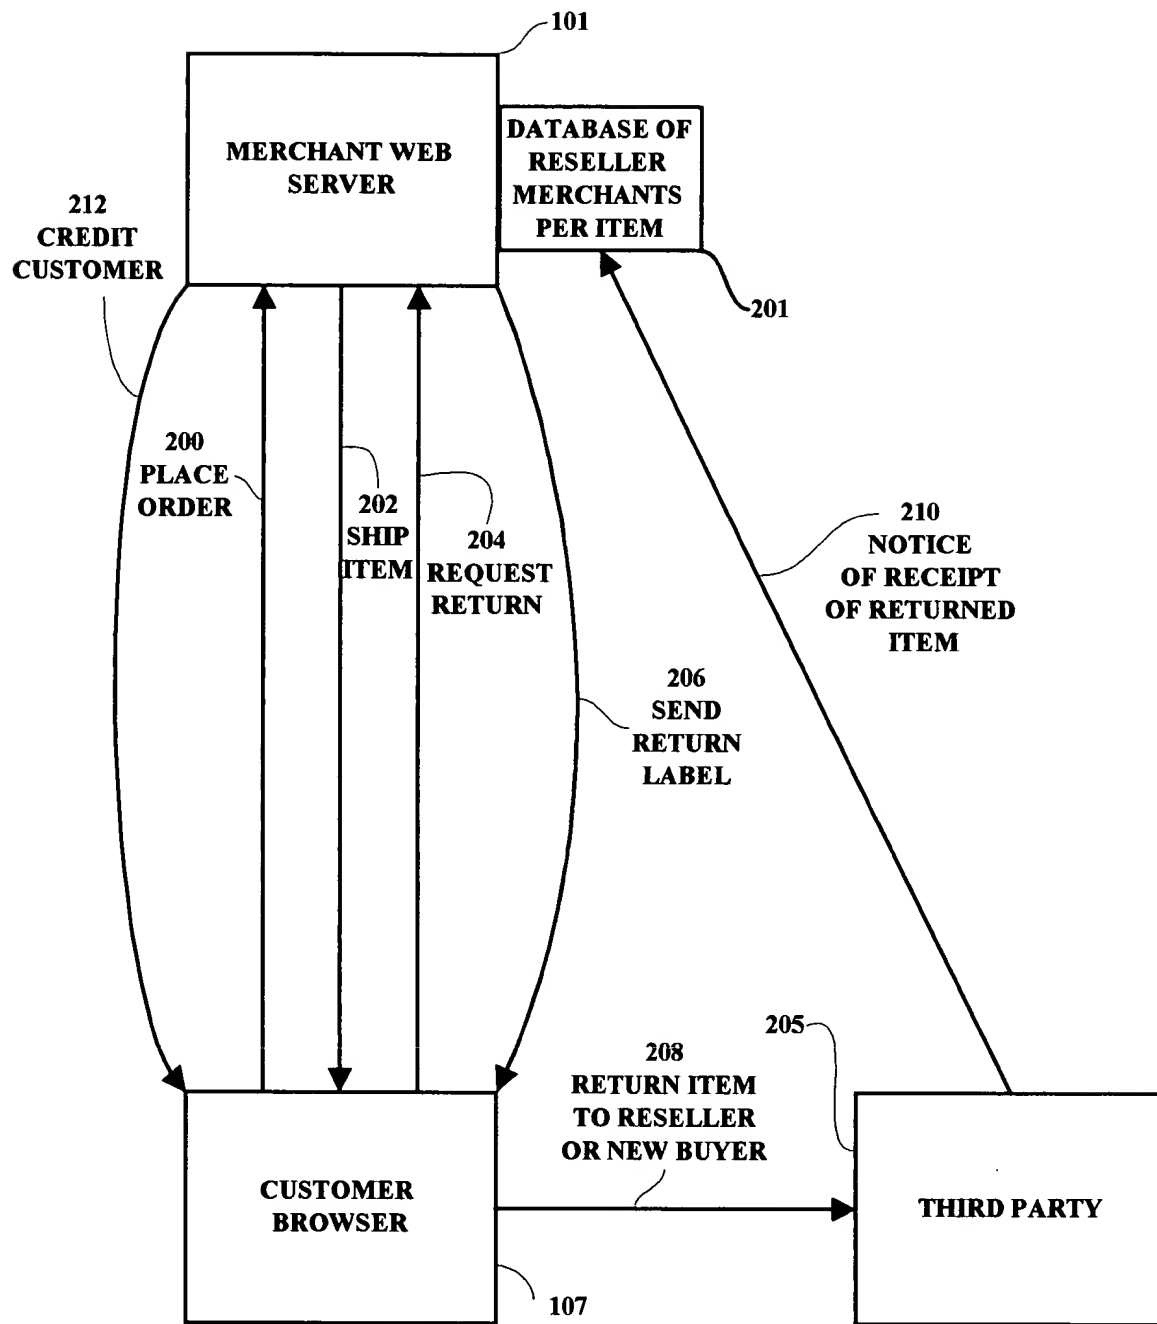 101
MERCHANT WEB
SERVER
DATABASE OF
RESELLER
MERCHANTS
PER ITEM
201
212
CREDIT
CUSTOMER
200
PLACE
ORDER
202
SHIP
ITEM
204
REQUEST
RETURN
206
SEND
RETURN
LABEL
210
NOTICE
OF RECEIPT
OF RETURNED
ITEM
205
208
RETURN ITEM
TO RESELLER
OR NEW BUYER
CUSTOMER
BROWSER
107
THIRD PARTY